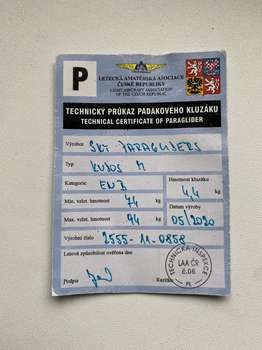 P
LETECKÁ AMATÉRSKÁ ASOCIACE
ČESKÉ REPUBLIKY
LIGHT AIRCRAFT ASSOCIATION
OF THE CZECH REPUBLIC
TECHNICKÝ PRŮKAZ PADÁKOVÉHO KLUZÁKU
TECHNICAL CERTIFICATE OF PARAGLIDER
Výrobce SKY PARAGLIDERS
Typ KUDOS M
Kategorie EN B
Hmotnost kluzáku 4,4 kg
Min. vzlet. hmotnost 74 kg
Max. vzlet. hmotnost 94 kg
Datum výroby 05/2020
Výrobní číslo 2555-11-0858
Letová způsobilost ověřena dne
Podpis
Razítko
TECHNICKÁ INSPEKCE
LAA ČR
PL